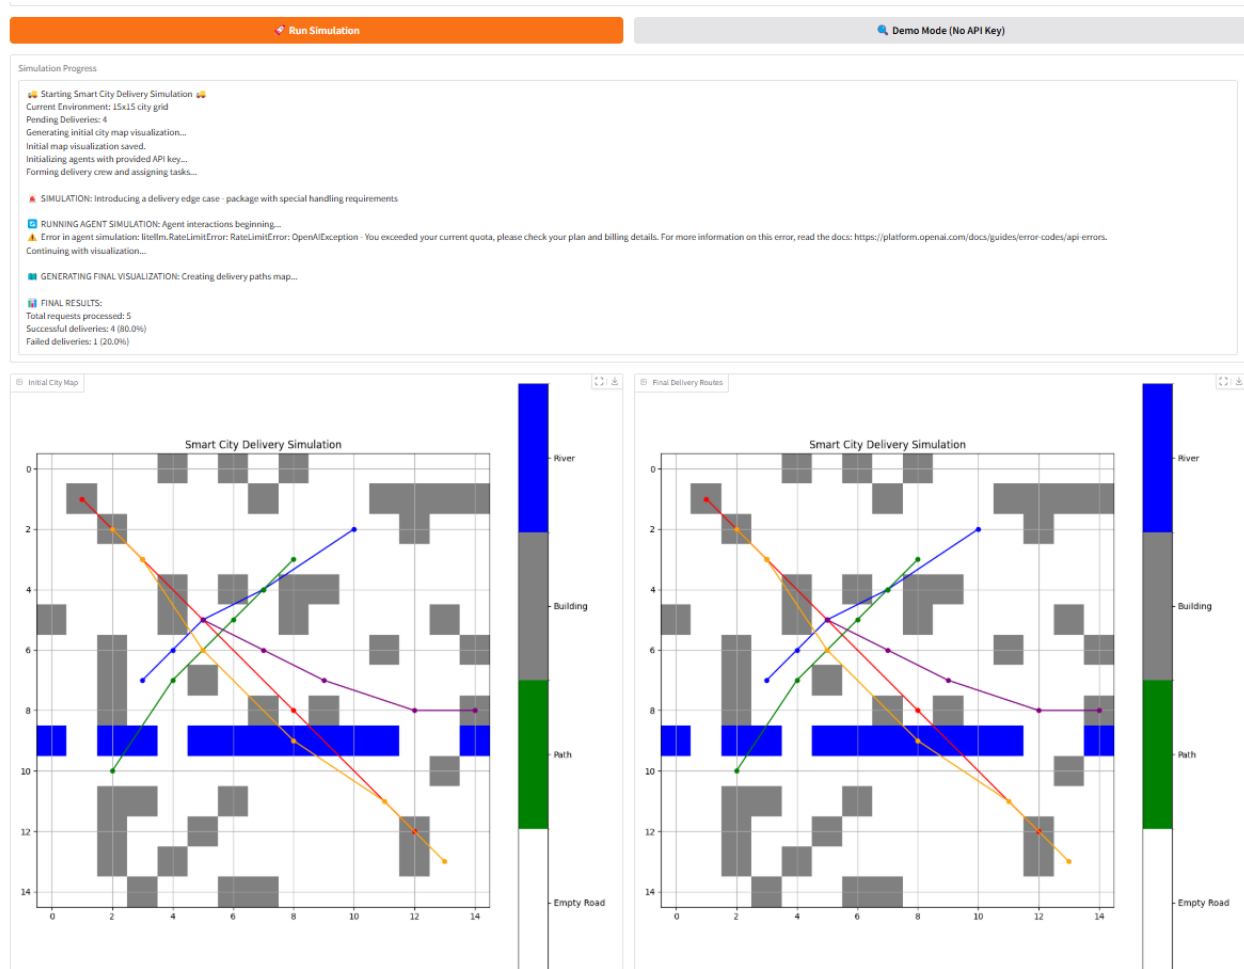 🚀 Run Simulation
🔍 Demo Mode (No API Key)
Simulation Progress
🚚 Starting Smart City Delivery Simulation 🚚
Current Environment: 15x15 city grid
Pending Deliveries: 4
Generating initial city map visualization...
Initial map visualization saved.
Initializing agents with provided API key...
Forming delivery crew and assigning tasks...
🚨 SIMULATION: Introducing a delivery edge case - package with special handling requirements
🔄 RUNNING AGENT SIMULATION: Agent interactions beginning...
⚠️ Error in agent simulation: litellm.RateLimitError: RateLimitError: OpenAIException - You exceeded your current quota, please check your plan and billing details. For more information on this error, read the docs: https://platform.openai.com/docs/guides/error-codes/api-errors.
Continuing with visualization...
🗺️ GENERATING FINAL VISUALIZATION: Creating delivery paths map...
📊 FINAL RESULTS:
Total requests processed: 5
Successful deliveries: 4 (80.0%)
Failed deliveries: 1 (20.0%)
Initial City Map
Smart City Delivery Simulation
0
2
4
6
8
10
12
14
0 2 4 6 8 10 12 14
River
Building
Path
Empty Road
Final Delivery Routes
Smart City Delivery Simulation
0
2
4
6
8
10
12
14
0 2 4 6 8 10 12 14
River
Building
Path
Empty Road